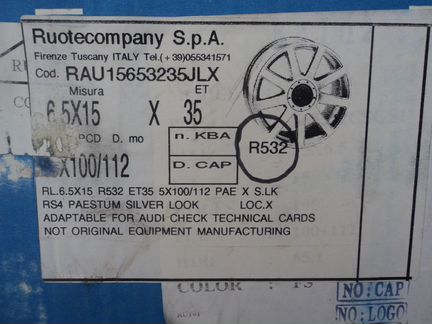 Ruotecompany S.p.A.
Firenze Tuscany ITALY Tel.(+39)055341571
Cod. RAU15653235JLX
Misura ET
6.5X15 X 35
PCD D. mo n. KBA
X100/112 D. CAP
R532
RL.6.5X15 R532 ET35 5X100/112 PAE X S.LK
RS4 PAESTUM SILVER LOOK LOC.X
ADAPTABLE FOR AUDI CHECK TECHNICAL CARDS
NOT ORIGINAL EQUIPMENT MANUFACTURING
COLOR : FS
NO:CAP
NO:LOGO